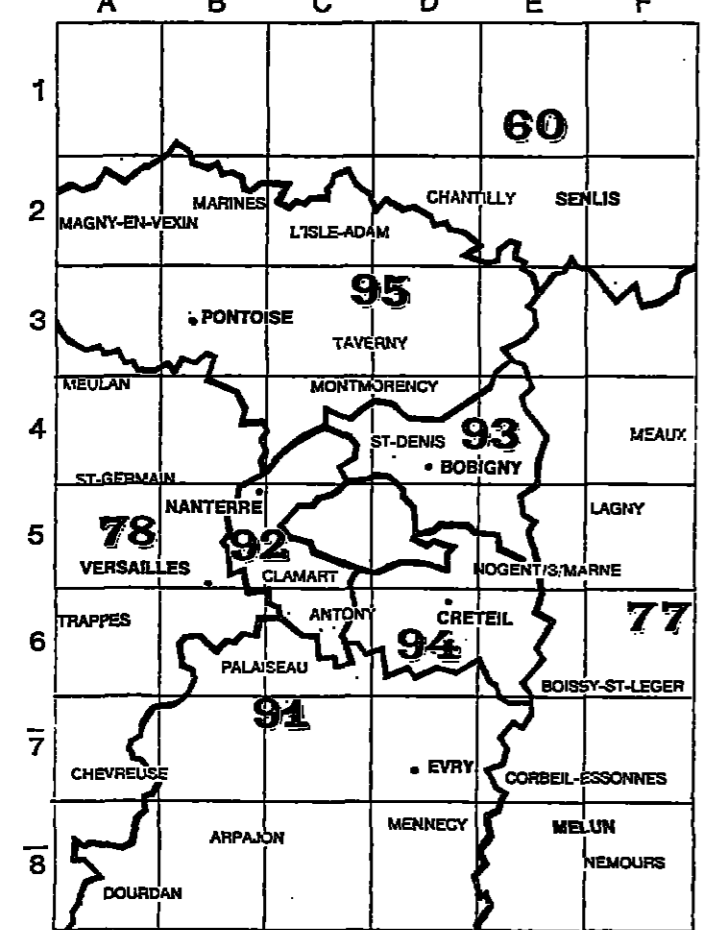 A B C D E F
1
60
2
MARINES
CHANTILLY
SENLIS
MAGNY-EN-VEXIN
L'ISLE-ADAM
95
3
PONTOISE
TAVERNY
MEULAN
MONTMORENCY
4
ST-DENIS
93
MEAUX
BOBIGNY
ST-GERMAIN
NANTERRE
LAGNY
5
78
92
VERSAILLES
CLAMART
NOGENT/S/MARNE
TRAPPES
ANTONY
CRETEIL
77
6
94
PALAISEAU
BOISSY-ST-LEGER
91
7
CHEVREUSE
EVRY
CORBEIL-ESSONNES
MENNECY
MELUN
8
ARPAJON
NEMOURS
DOURDAN